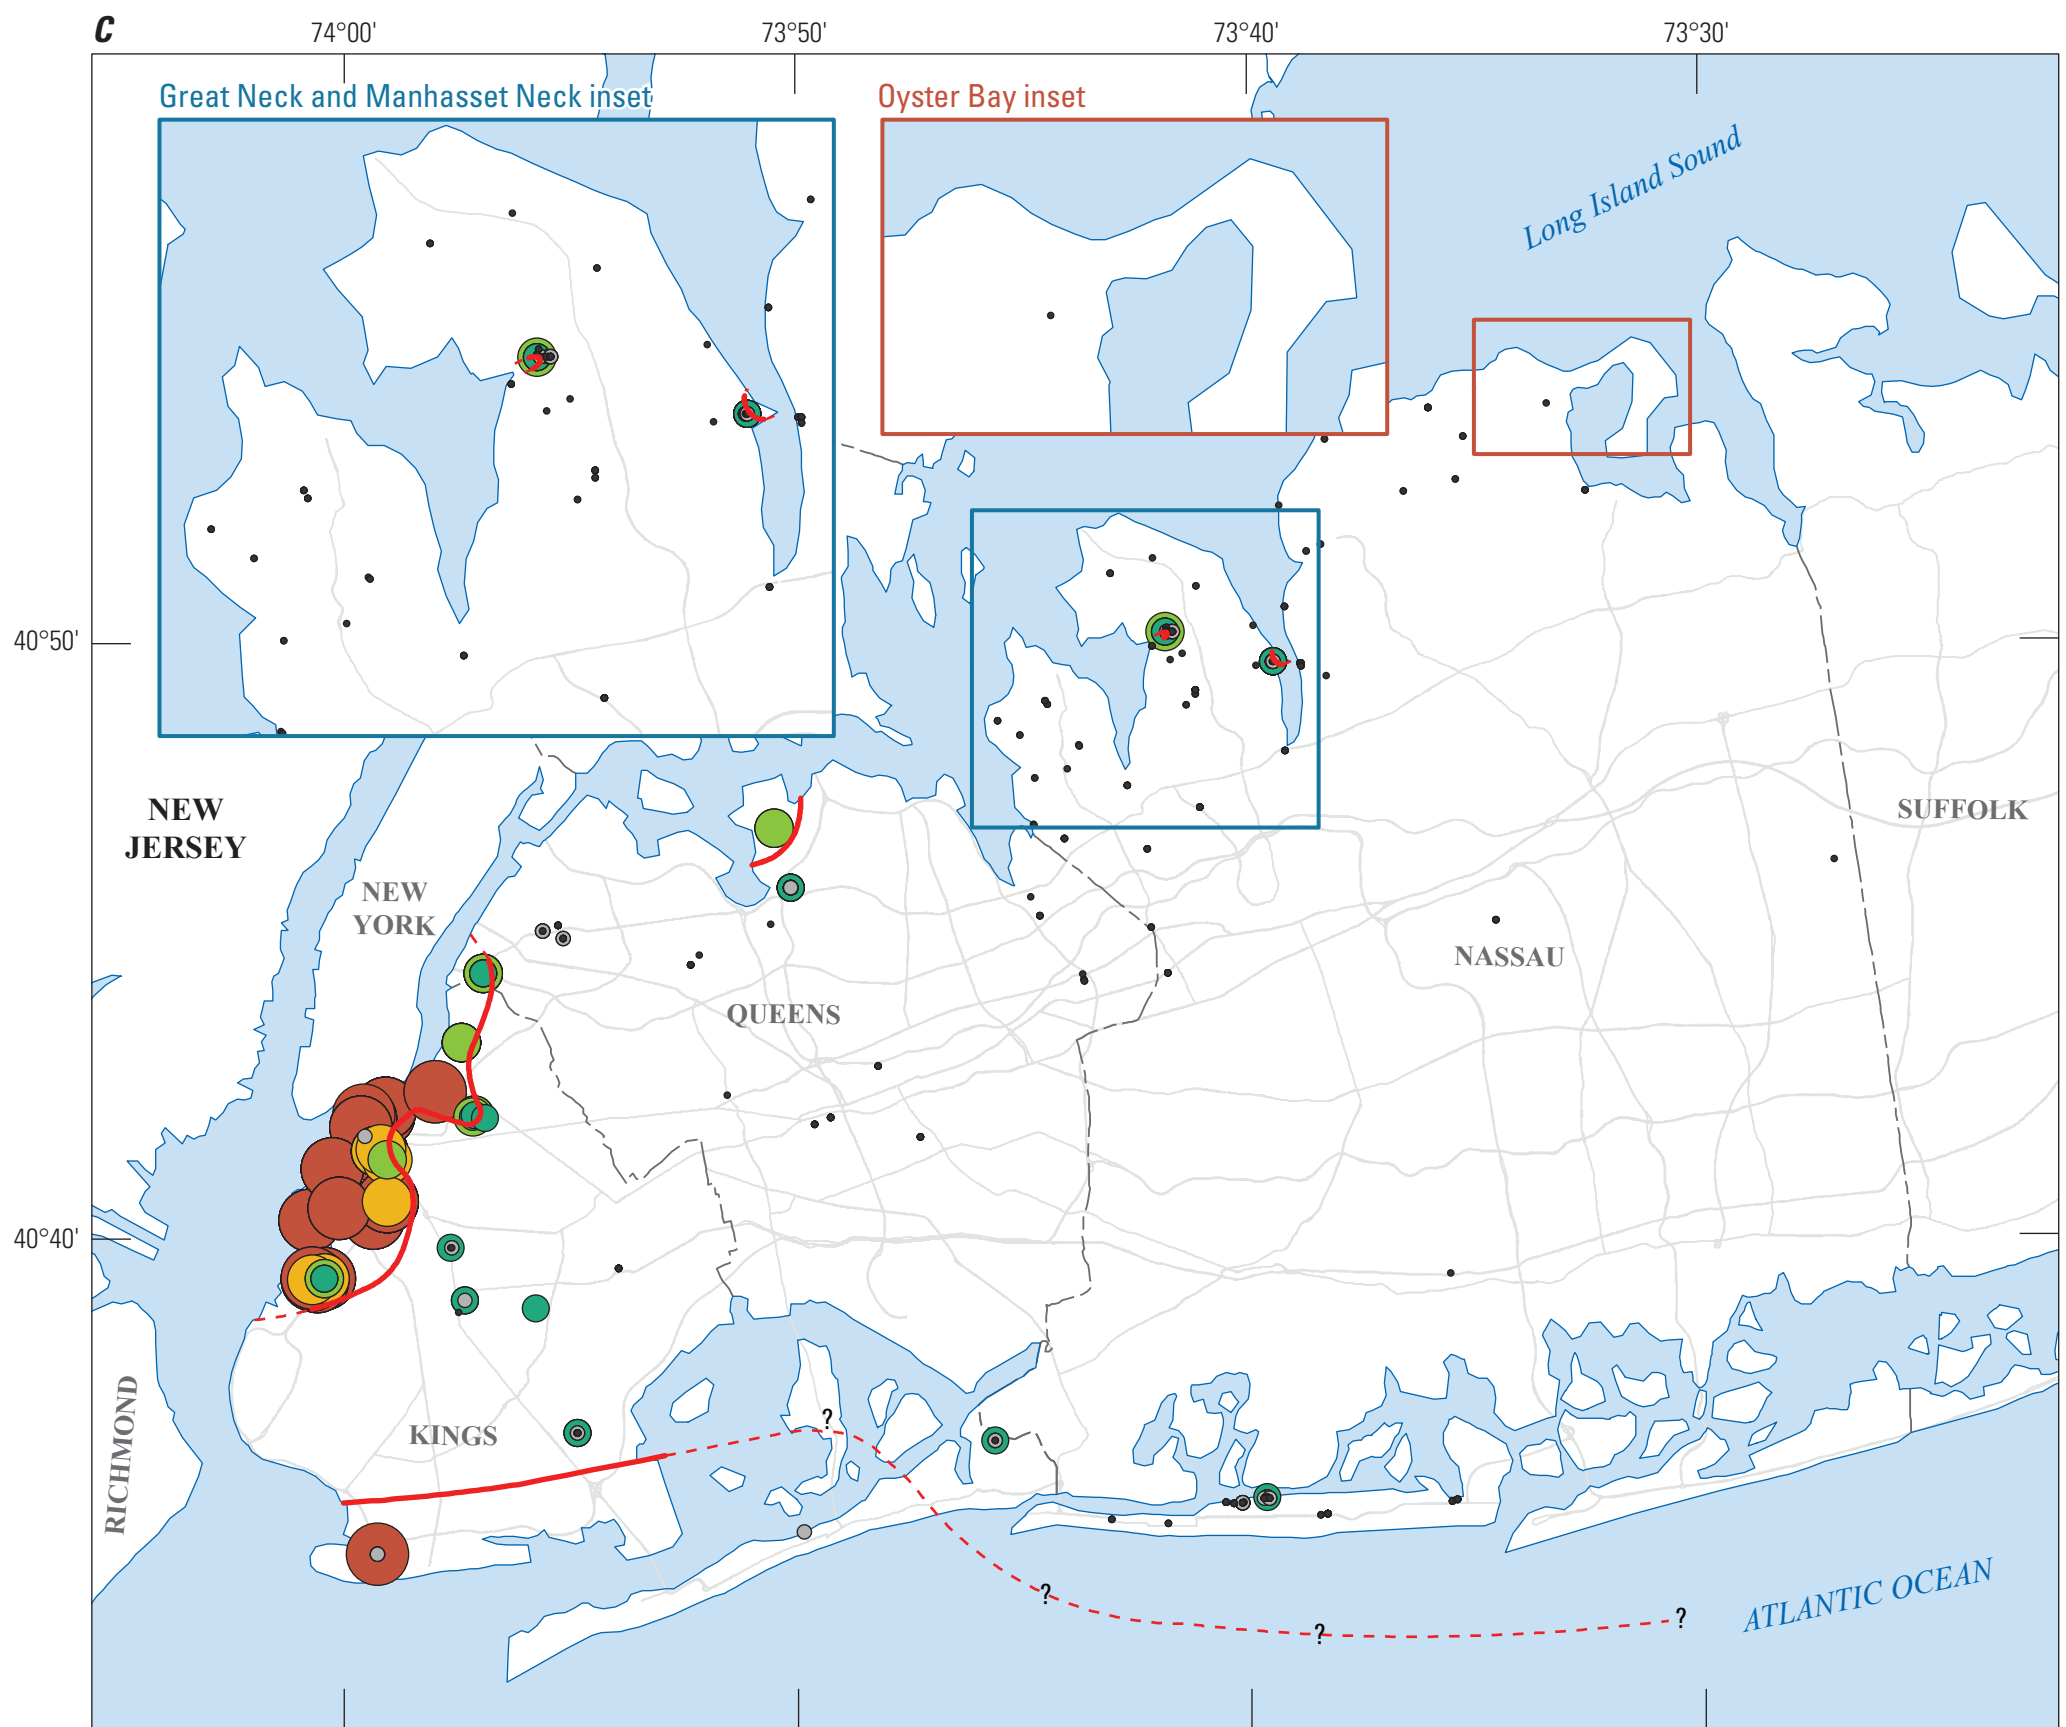 C
74°00'
73°50'
73°40'
73°30'
Great Neck and Manhasset Neck inset
Oyster Bay inset
Long Island Sound
40°50'
NEW
JERSEY
SUFFOLK
NEW
YORK
NASSAU
QUEENS
40°40'
RICHMOND
KINGS
?
?
?
?
ATLANTIC OCEAN